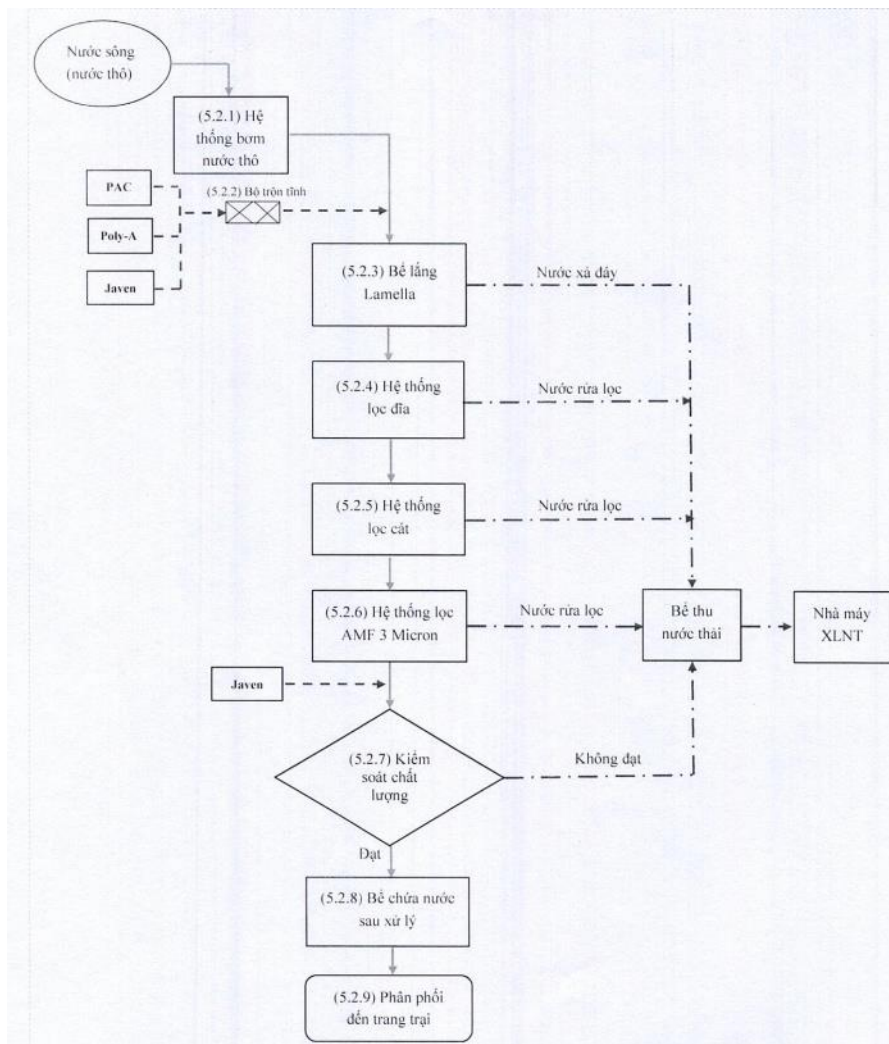 Nước sông
(nước thô)
(5.2.1) Hệ
thống bơm
nước thô
PAC
(5.2.2) Bộ trộn tĩnh
Poly-A
Javen
(5.2.3) Bể lắng
Lamella
Nước xả đáy
(5.2.4) Hệ thống
lọc đĩa
Nước rửa lọc
(5.2.5) Hệ thống
lọc cát
Nước rửa lọc
(5.2.6) Hệ thống lọc
AMF 3 Micron
Nước rửa lọc
Bể thu
nước thải
Nhà máy
XLNT
Javen
(5.2.7) Kiểm
soát chất
lượng
Không đạt
Đạt
(5.2.8) Bể chứa nước
sau xử lý
(5.2.9) Phân phối
đến trang trại